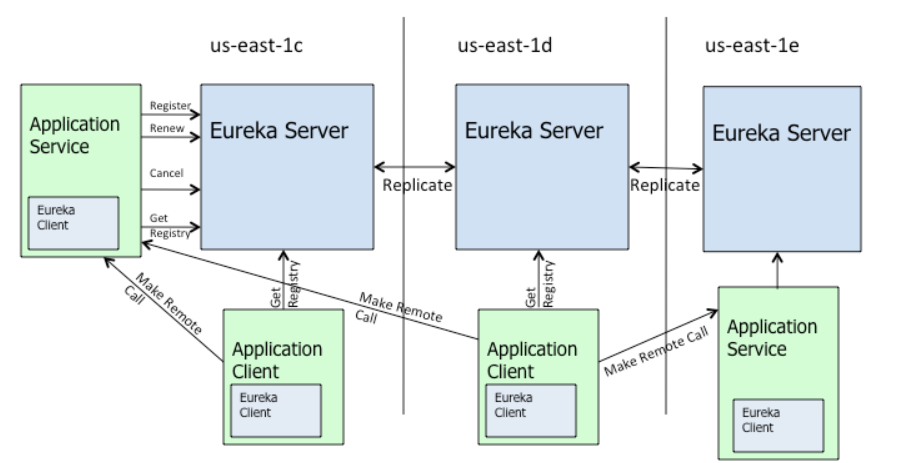 us-east-1c
us-east-1d
us-east-1e
Application
Service
Eureka
Client
Register
Renew
Cancel
Get
Registry
Eureka Server
Replicate
Eureka Server
Replicate
Eureka Server
Make Remote
Call
Get
Registry
Make Remote
Call
Get
Registry
Make Remote Call
Application
Client
Eureka
Client
Application
Client
Eureka
Client
Application
Service
Eureka
Client